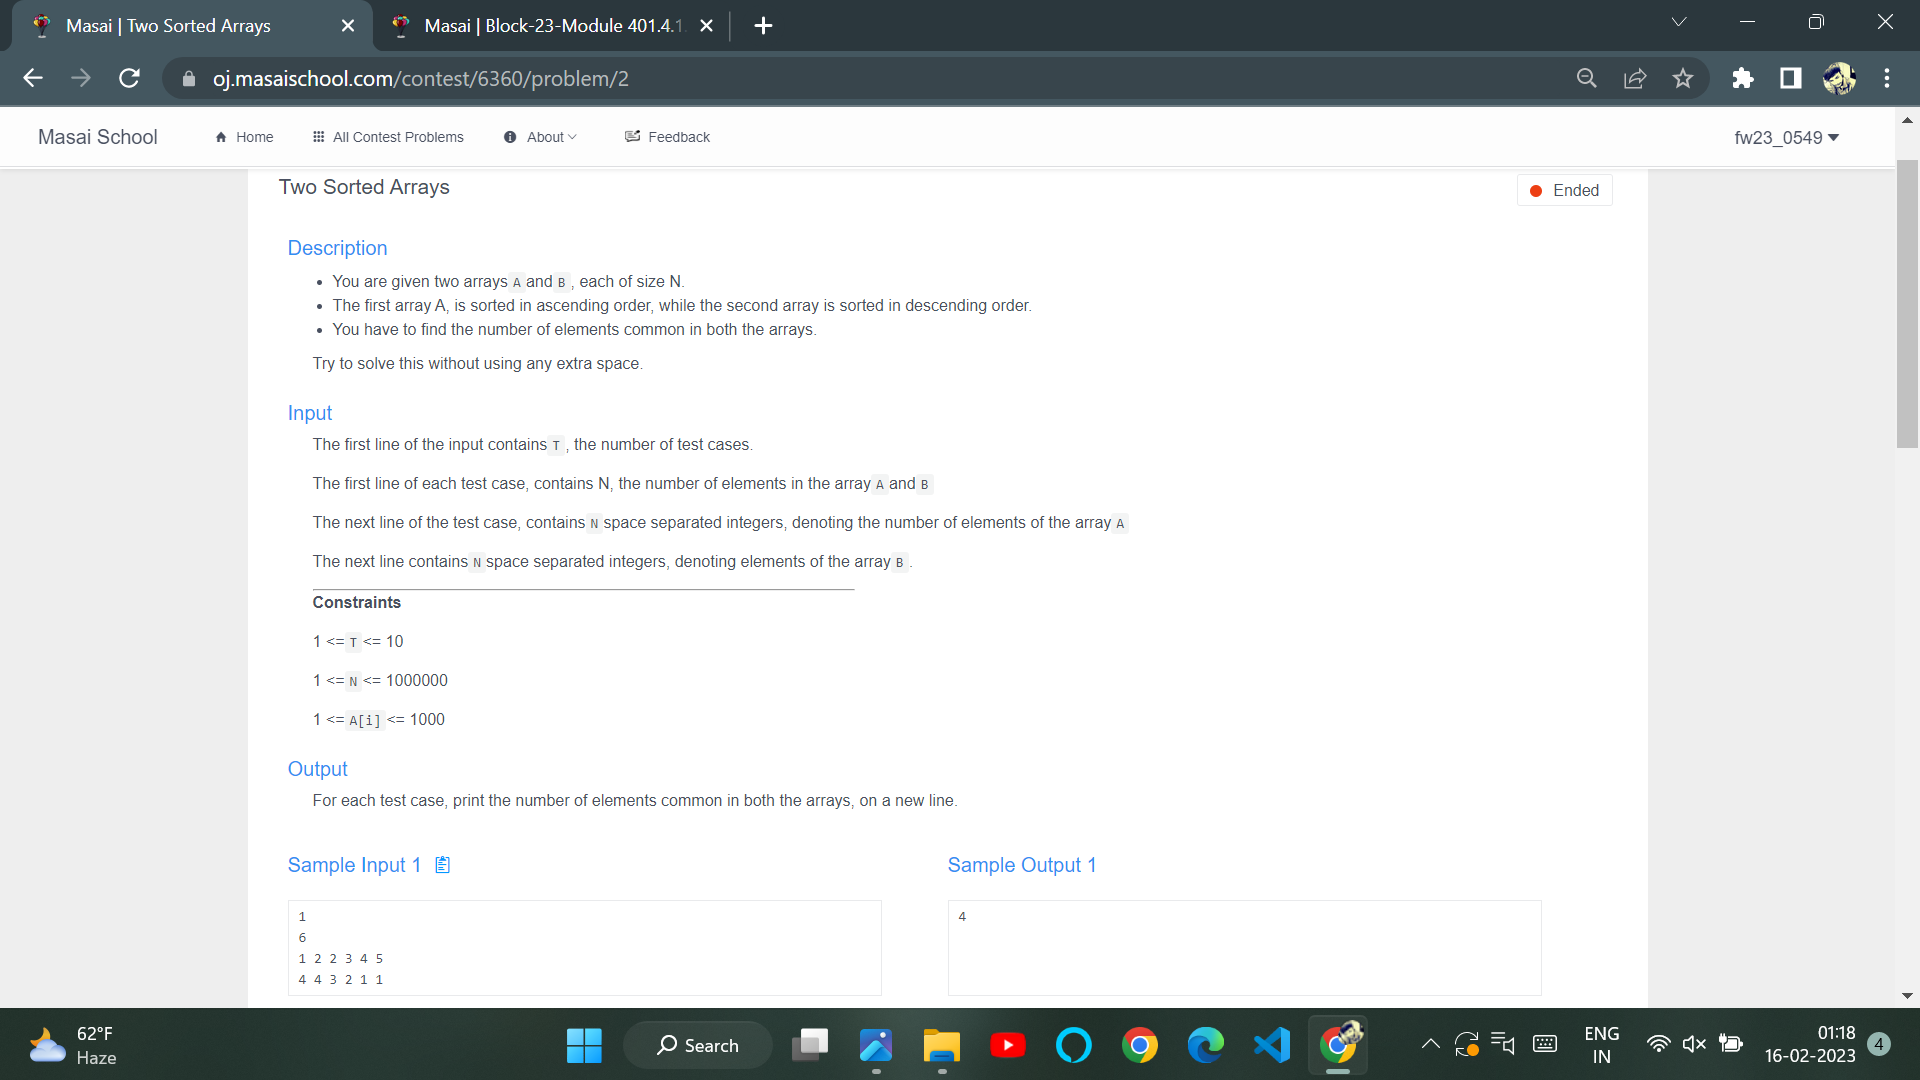 Masai | Two Sorted Arrays
Masai | Block-23-Module 401.4.1
oj.masaischool.com/contest/6360/problem/2
Masai School
Home
All Contest Problems
About
Feedback
fw23_0549
Two Sorted Arrays
Ended
Description
• You are given two arrays A and B , each of size N.
• The first array A, is sorted in ascending order, while the second array is sorted in descending order.
• You have to find the number of elements common in both the arrays.
Try to solve this without using any extra space.
Input
The first line of the input contains T , the number of test cases.
The first line of each test case, contains N, the number of elements in the array A and B
The next line of the test case, contains N space separated integers, denoting the number of elements of the array A
The next line contains N space separated integers, denoting elements of the array B .
Constraints
1 <= T <= 10
1 <= N <= 1000000
1 <= A[i] <= 1000
Output
For each test case, print the number of elements common in both the arrays, on a new line.
Sample Input 1
Sample Output 1
1
6
1 2 2 3 4 5
4 4 3 2 1 1
4
62°F
Haze
Search
ENG
IN
01:18
16-02-2023
4